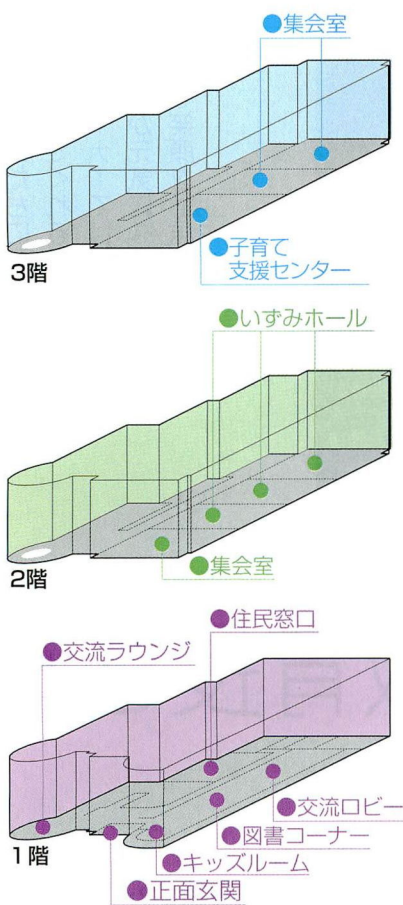 ●集会室
●子育て
支援センター
3階
●いずみホール
●集会室
2階
●住民窓口
●交流ラウンジ
●交流ロビー
●図書コーナー
●キッズルーム
●正面玄関
1階